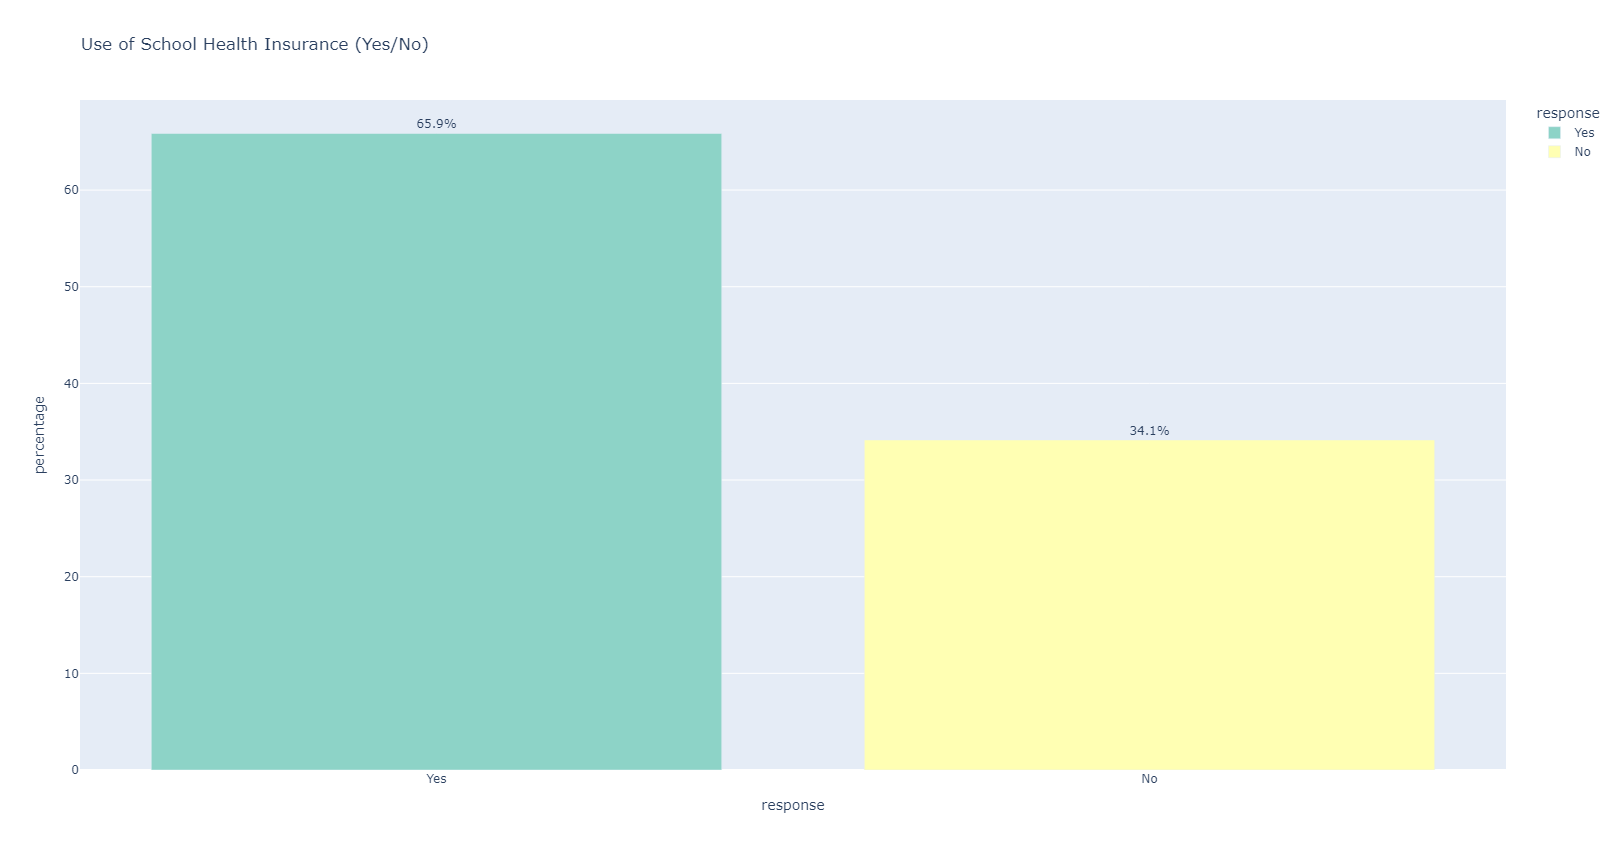 Use of School Health Insurance (Yes/No)
65.9%
34.1%
response
Yes
No
60
50
40
30
20
10
0
percentage
Yes
No
response